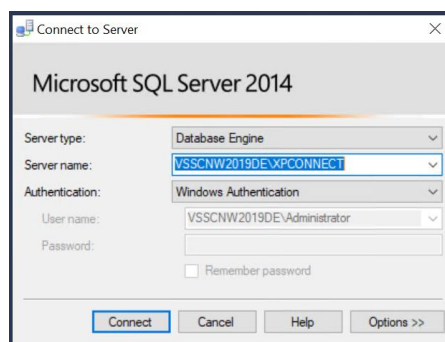 Connect to Server
Microsoft SQL Server 2014
Server type: Database Engine
Server name: VSSCNW2019DE\XPCONNECT
Authentication: Windows Authentication
User name: VSSCNW2019DE\Administrator
Password:
Remember password
Connect Cancel Help Options >>